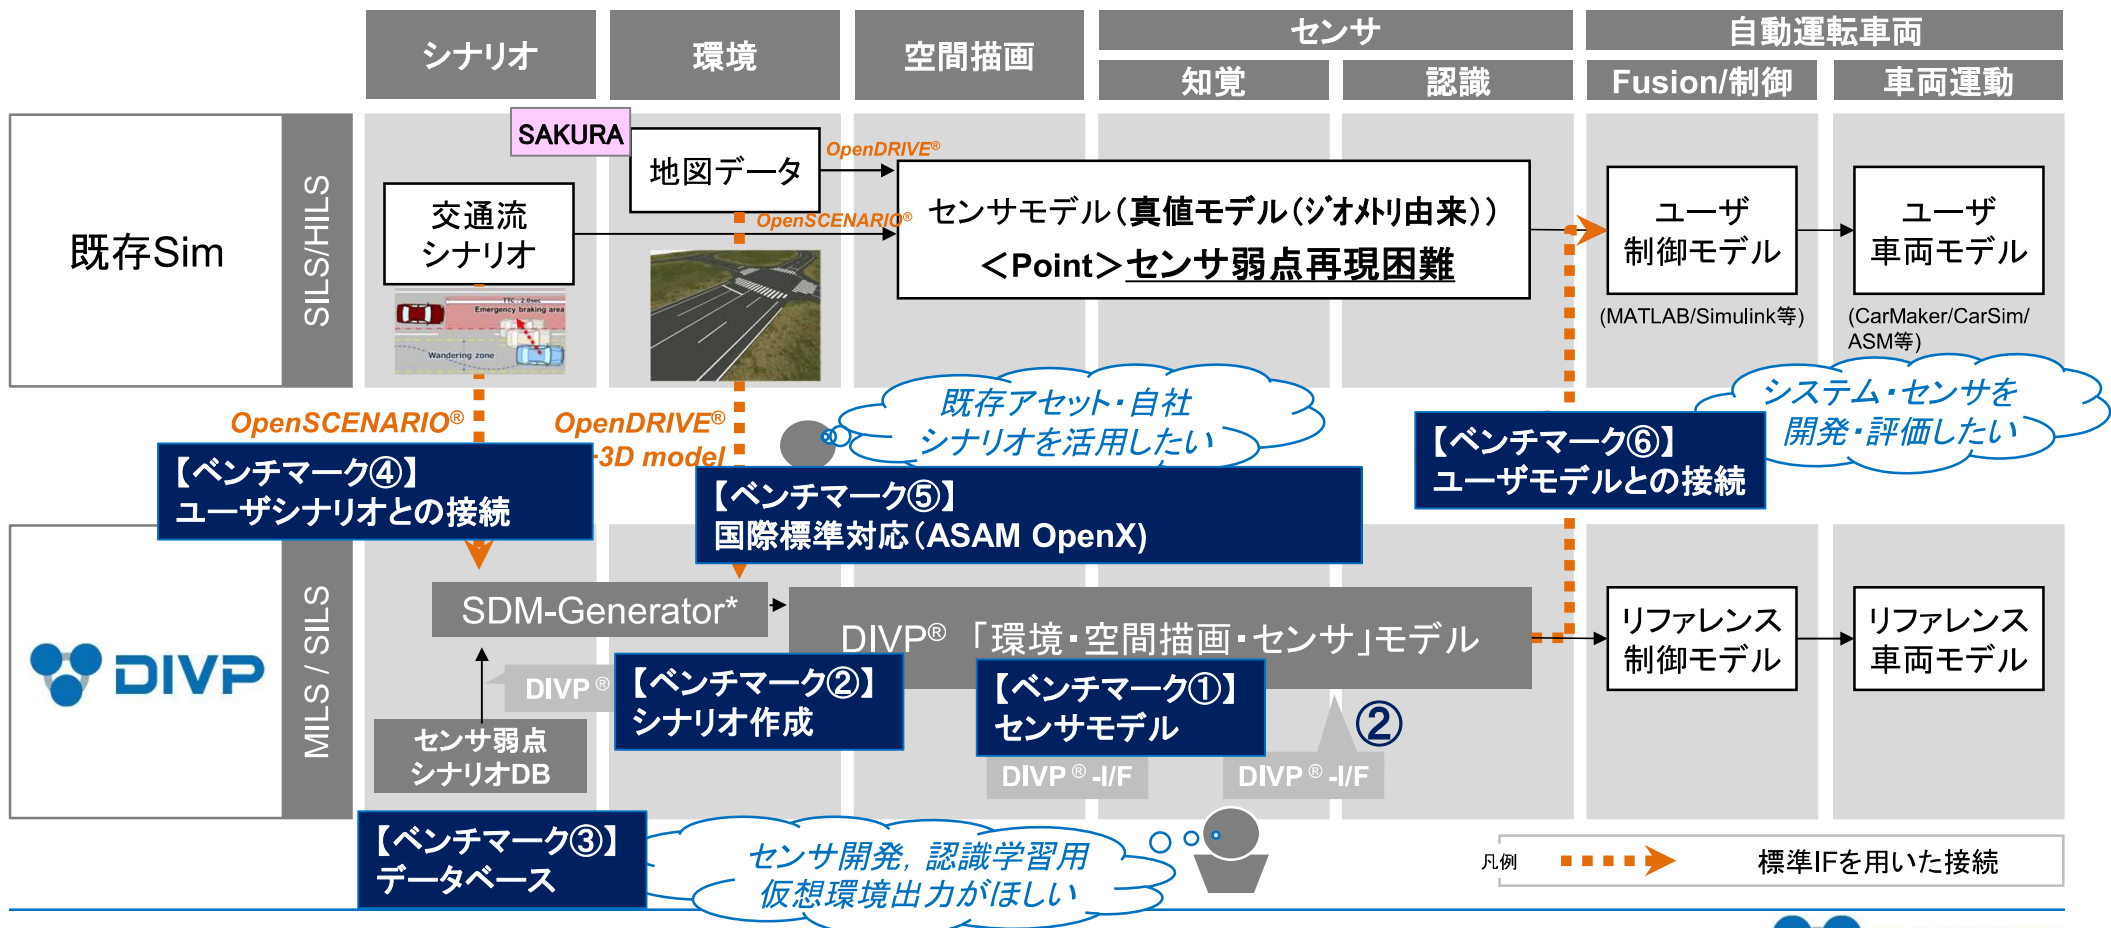 シナリオ
環境
空間描画
センサ
自動運転車両
知覚
認識
Fusion/制御
車両運動
既存Sim
SILS/HILS
SAKURA
地図データ
OpenDRIVE®
交通流
シナリオ
OpenSCENARIO®
センサモデル（真値モデル（ジオメトリ由来））
＜Point＞センサ弱点再現困難
ユーザ
制御モデル
ユーザ
車両モデル
(MATLAB/Simulink等)
(CarMaker/CarSim/
ASM等)
TTC : 2.0sec
Emergency braking area
Wandering zone
OpenSCENARIO®
OpenDRIVE®
3D model
既存アセット・自社
シナリオを活用したい
システム・センサを
開発・評価したい
【ベンチマーク④】
ユーザシナリオとの接続
【ベンチマーク⑤】
国際標準対応（ASAM OpenX)
【ベンチマーク⑥】
ユーザモデルとの接続
DIVP
MILS / SILS
SDM-Generator*
DIVP® 「環境・空間描画・センサ」モデル
リファレンス
制御モデル
リファレンス
車両モデル
DIVP®
【ベンチマーク②】
シナリオ作成
【ベンチマーク①】
センサモデル
②
センサ弱点
シナリオDB
DIVP®-I/F
DIVP®-I/F
【ベンチマーク③】
データベース
センサ開発，認識学習用
仮想環境出力がほしい
凡例
標準IFを用いた接続